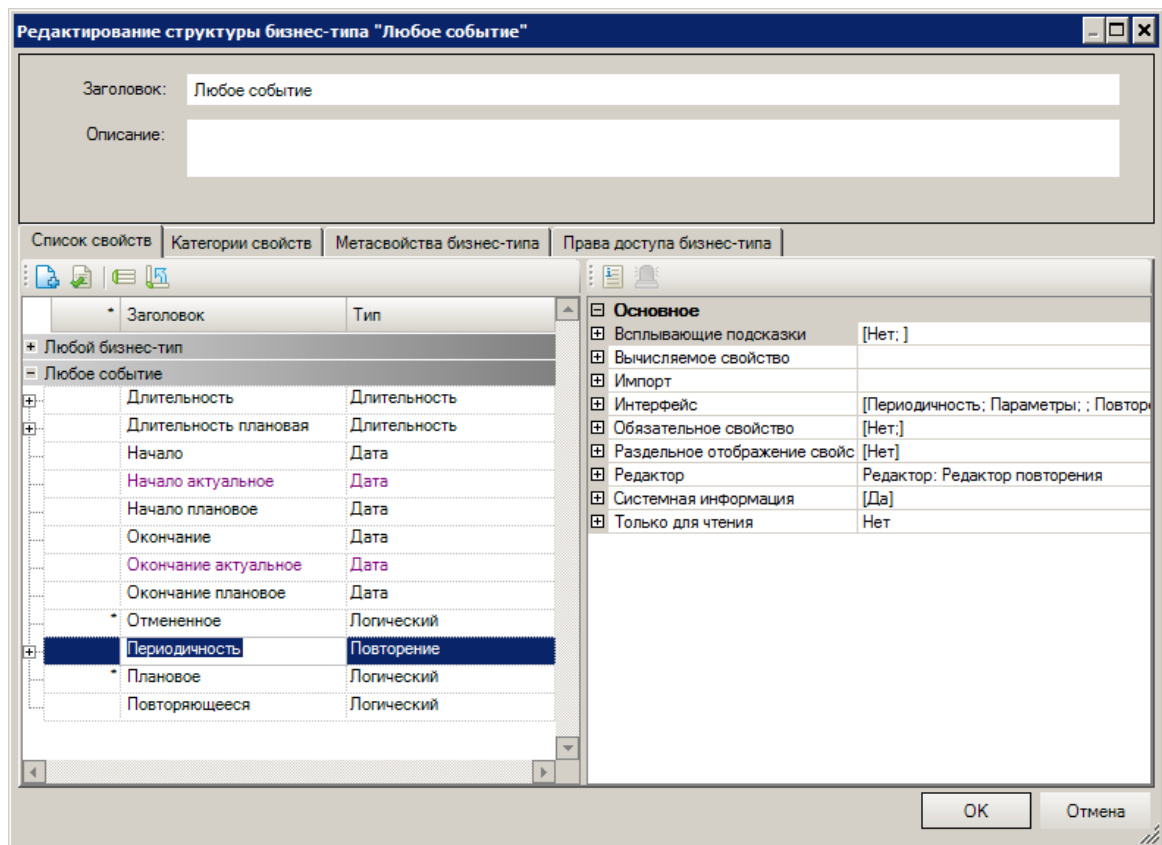 Редактирование структуры бизнес-типа "Любое событие"
Заголовок: Любое событие
Описание:
Список свойств Категории свойств Метасвойства бизнес-типа Права доступа бизнес-типа
* Заголовок Тип
Любой бизнес-тип
Любое событие
Длительность Длительность
Длительность плановая Длительность
Начало Дата
Начало актуальное Дата
Начало плановое Дата
Окончание Дата
Окончание актуальное Дата
Окончание плановое Дата
* Отмененное Логический
Периодичность Повторение
* Плановое Логический
Повторяющееся Логический
Основное
Всплывающие подсказки [Нет; ]
Вычисляемое свойство
Импорт
Интерфейс [Периодичность; Параметры; ; Повторе
Обязательное свойство [Нет;]
Раздельное отображение свойс [Нет]
Редактор Редактор: Редактор повторения
Системная информация [Да]
Только для чтения Нет
OK Отмена